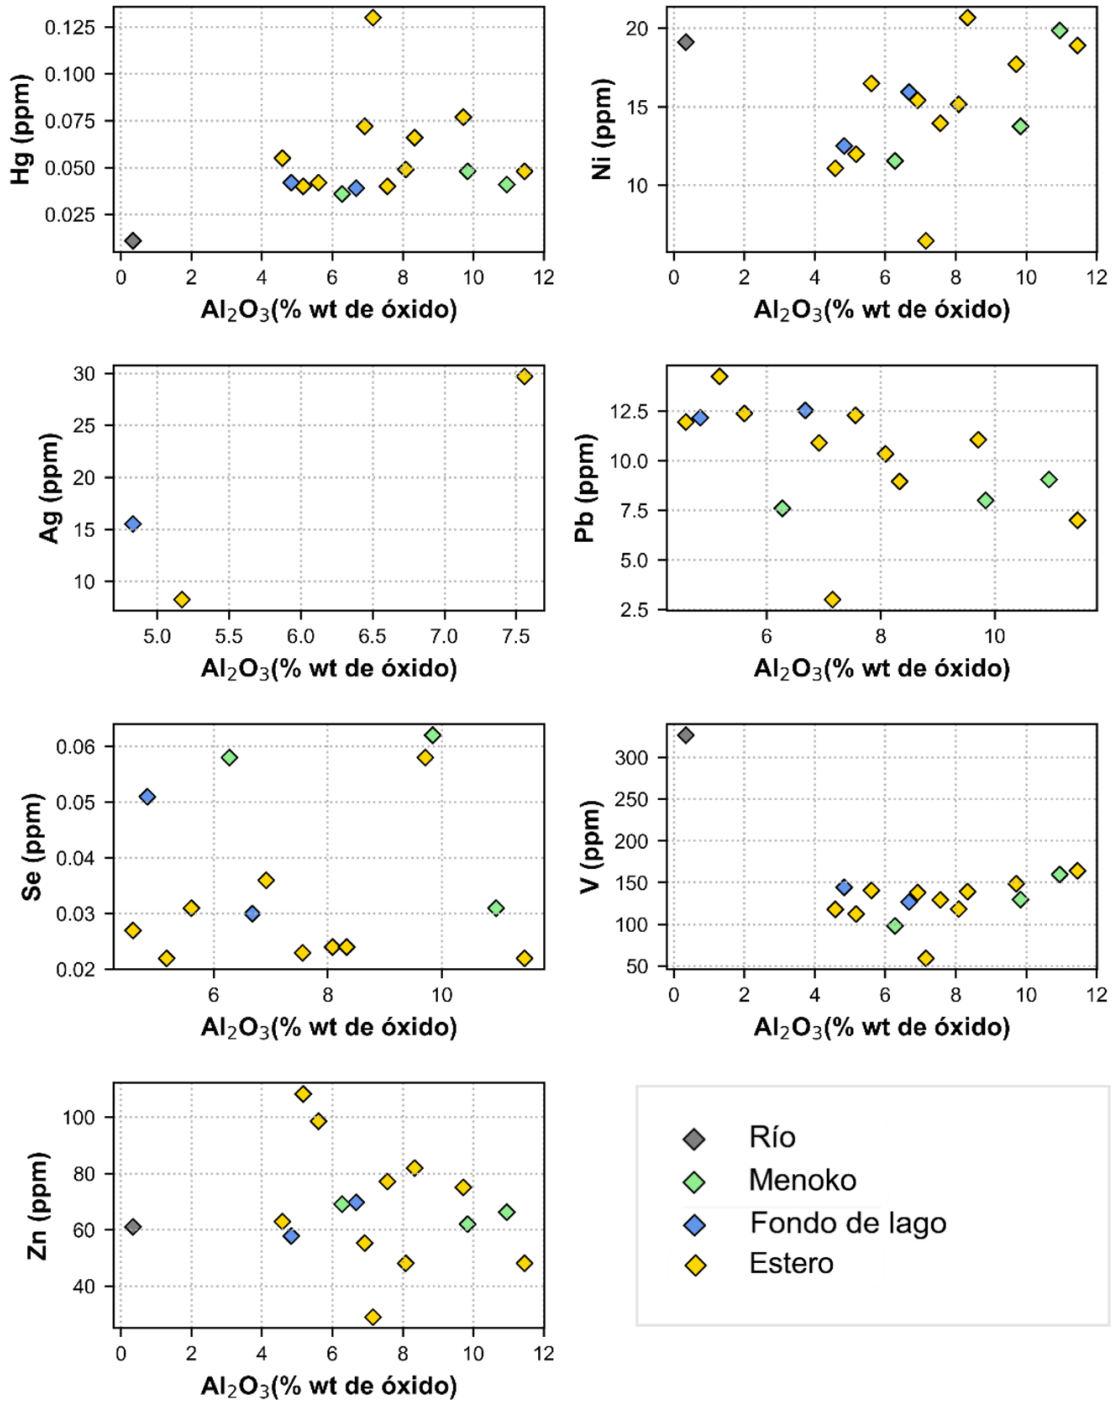 Hg (ppm)
0.125
0.100
0.075
0.050
0.025
0 2 4 6 8 10 12
Al₂O₃(% wt de óxido)
Ni (ppm)
20
15
10
0 2 4 6 8 10 12
Al₂O₃(% wt de óxido)
Ag (ppm)
30
25
20
15
10
5.0 5.5 6.0 6.5 7.0 7.5
Al₂O₃(% wt de óxido)
Pb (ppm)
12.5
10.0
7.5
5.0
2.5
6 8 10
Al₂O₃(% wt de óxido)
Se (ppm)
0.06
0.05
0.04
0.03
0.02
6 8 10
Al₂O₃(% wt de óxido)
V (ppm)
300
250
200
150
100
50
0 2 4 6 8 10 12
Al₂O₃(% wt de óxido)
Zn (ppm)
100
80
60
40
0 2 4 6 8 10 12
Al₂O₃(% wt de óxido)
Río
Menoko
Fondo de lago
Estero